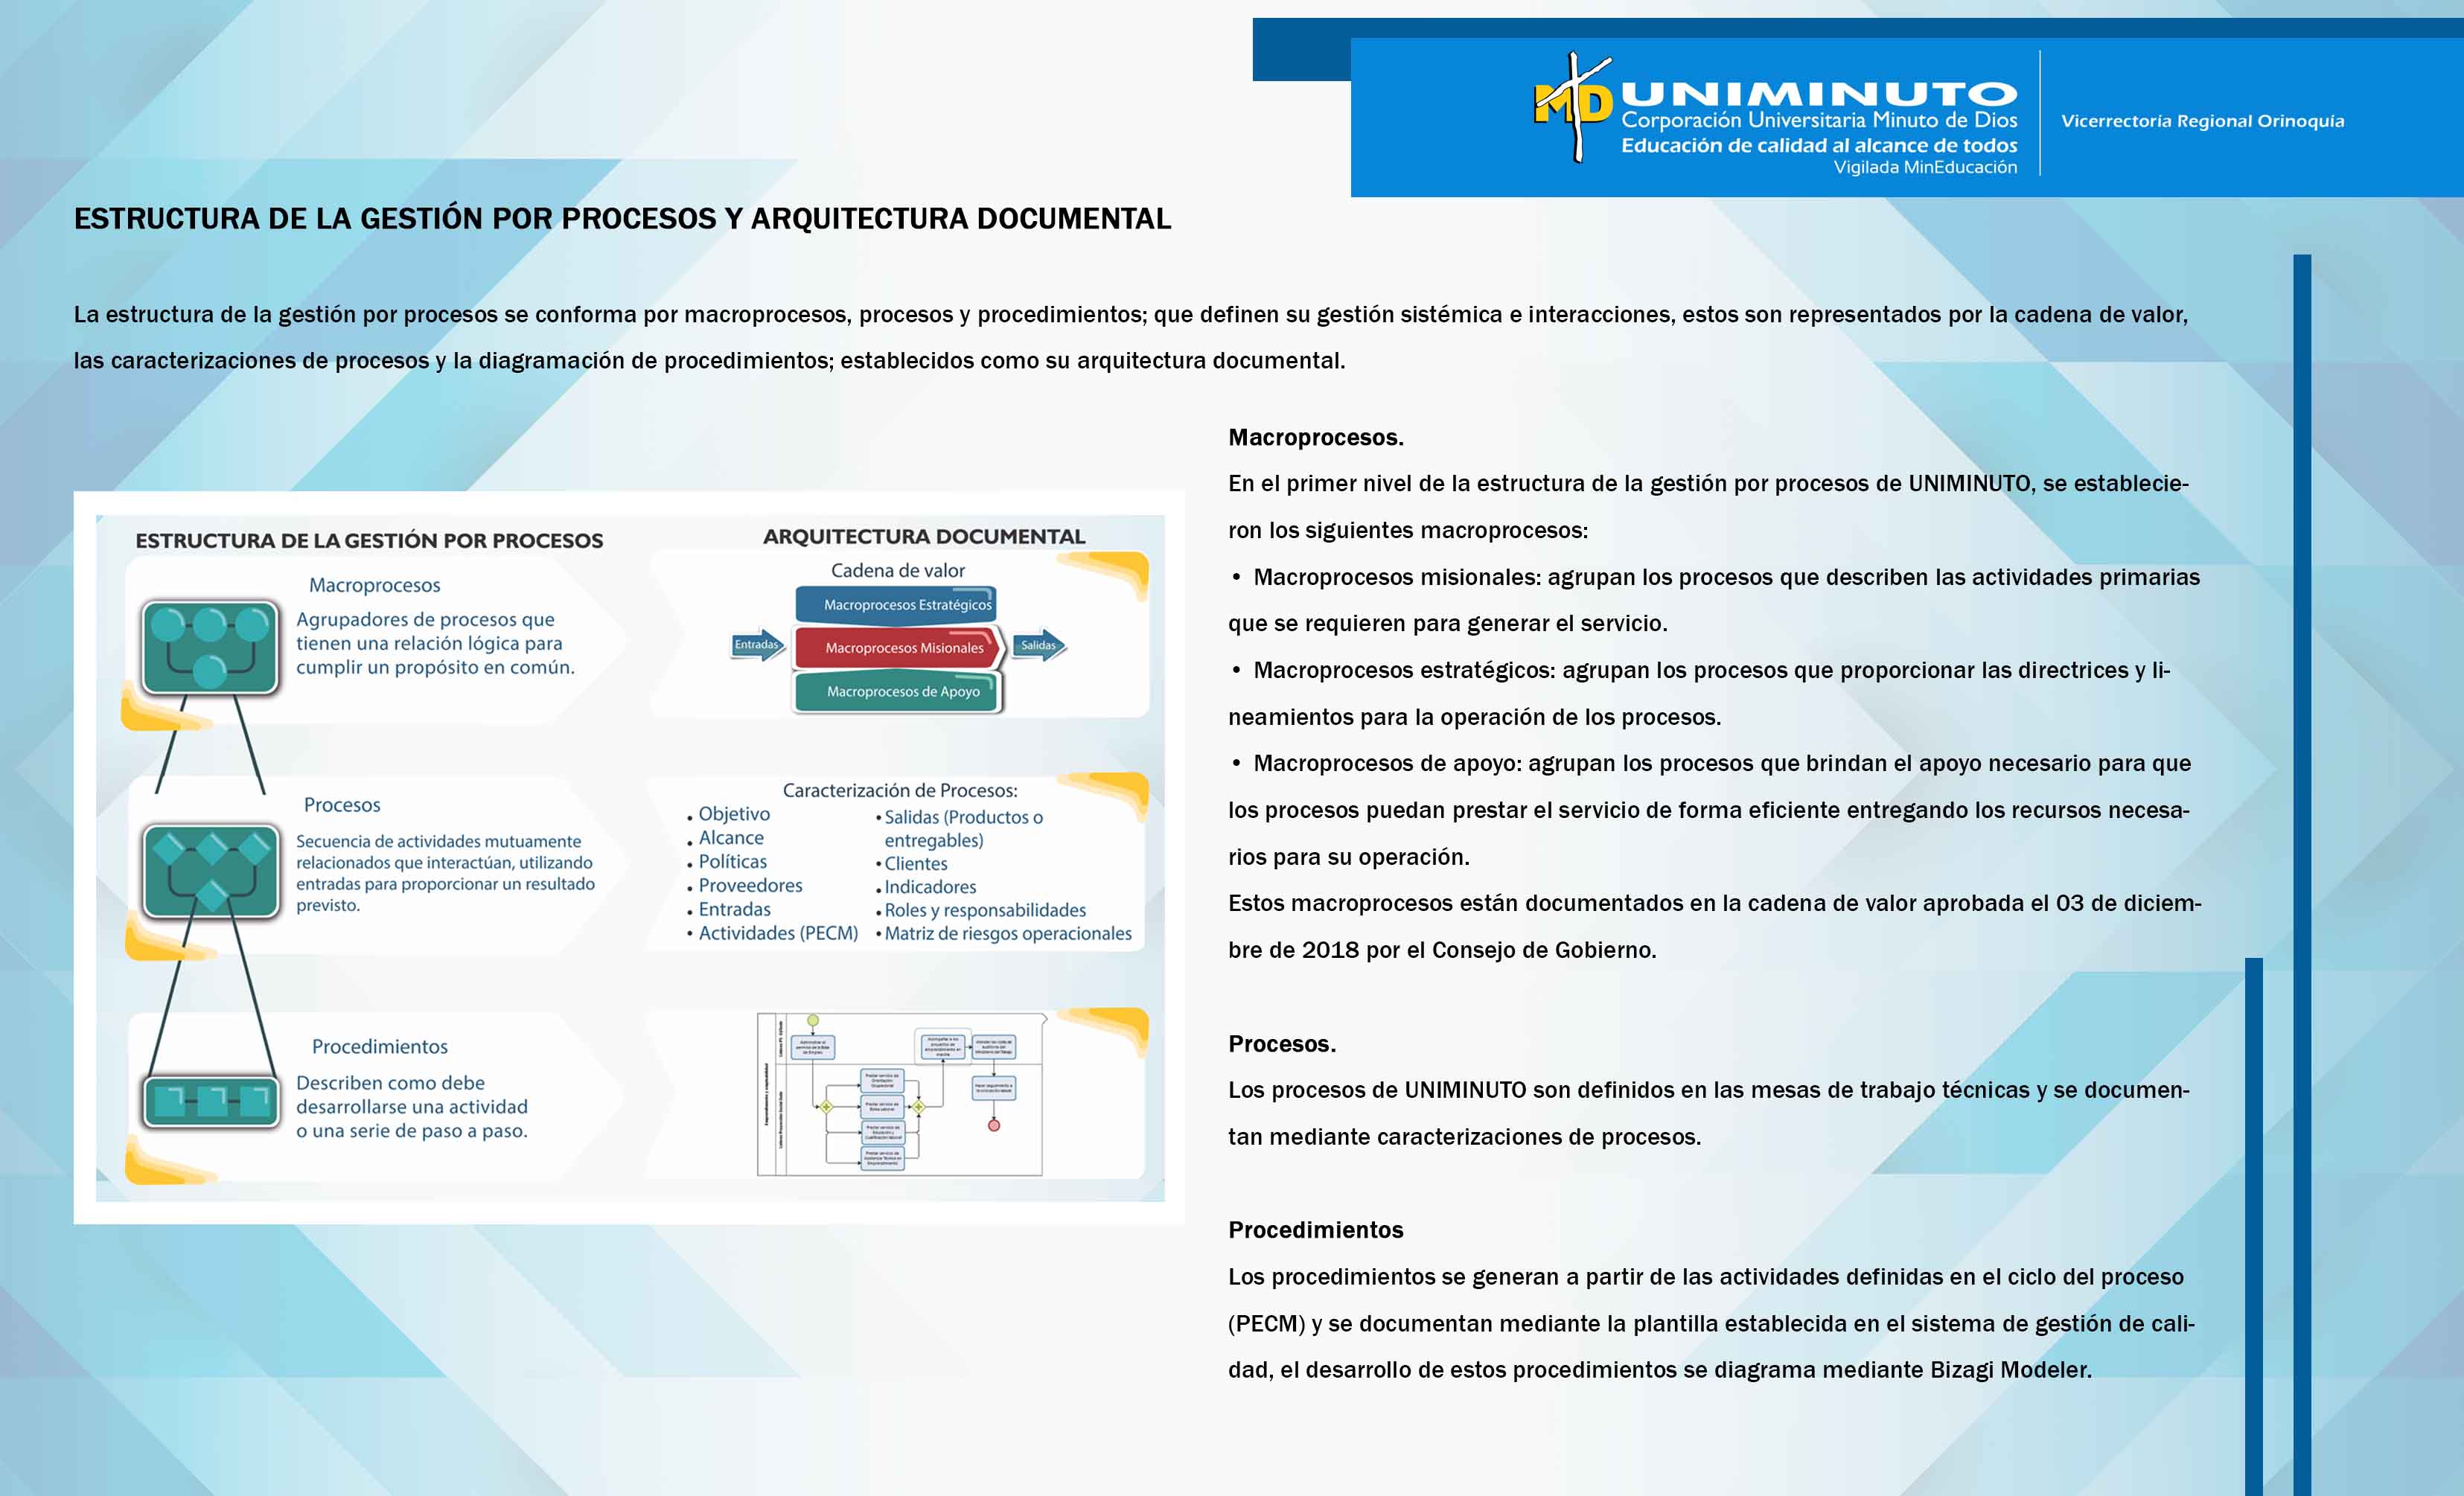 MD UNIMINUTO
Corporación Universitaria Minuto de Dios
Educación de calidad al alcance de todos
Vigilada MinEducación
Vicerrectoría Regional Orinoquía
ESTRUCTURA DE LA GESTIÓN POR PROCESOS Y ARQUITECTURA DOCUMENTAL
La estructura de la gestión por procesos se conforma por macroprocesos, procesos y procedimientos; que definen su gestión sistémica e interacciones, estos son representados por la cadena de valor,
las caracterizaciones de procesos y la diagramación de procedimientos; establecidos como su arquitectura documental.
ESTRUCTURA DE LA GESTIÓN POR PROCESOS
Macroprocesos
Agrupadores de procesos que
tienen una relación lógica para
cumplir un propósito en común.
Procesos
Secuencia de actividades mutuamente
relacionados que interactúan, utilizando
entradas para proporcionar un resultado
previsto.
Procedimientos
Describen como debe
desarrollarse una actividad
o una serie de paso a paso.
ARQUITECTURA DOCUMENTAL
Cadena de valor
Macroprocesos Estratégicos
Entradas
Macroprocesos Misionales
Salidas
Macroprocesos de Apoyo
Caracterización de Procesos:
• Objetivo
• Alcance
• Políticas
• Proveedores
• Entradas
• Actividades (PECM)
• Salidas (Productos o
entregables)
• Clientes
• Indicadores
• Roles y responsabilidades
• Matriz de riesgos operacionales
Macroprocesos.
En el primer nivel de la estructura de la gestión por procesos de UNIMINUTO, se establecie-
ron los siguientes macroprocesos:
• Macroprocesos misionales: agrupan los procesos que describen las actividades primarias
que se requieren para generar el servicio.
• Macroprocesos estratégicos: agrupan los procesos que proporcionar las directrices y li-
neamientos para la operación de los procesos.
• Macroprocesos de apoyo: agrupan los procesos que brindan el apoyo necesario para que
los procesos puedan prestar el servicio de forma eficiente entregando los recursos necesa-
rios para su operación.
Estos macroprocesos están documentados en la cadena de valor aprobada el 03 de diciem-
bre de 2018 por el Consejo de Gobierno.
Procesos.
Los procesos de UNIMINUTO son definidos en las mesas de trabajo técnicas y se documen-
tan mediante caracterizaciones de procesos.
Procedimientos
Los procedimientos se generan a partir de las actividades definidas en el ciclo del proceso
(PECM) y se documentan mediante la plantilla establecida en el sistema de gestión de cali-
dad, el desarrollo de estos procedimientos se diagrama mediante Bizagi Modeler.